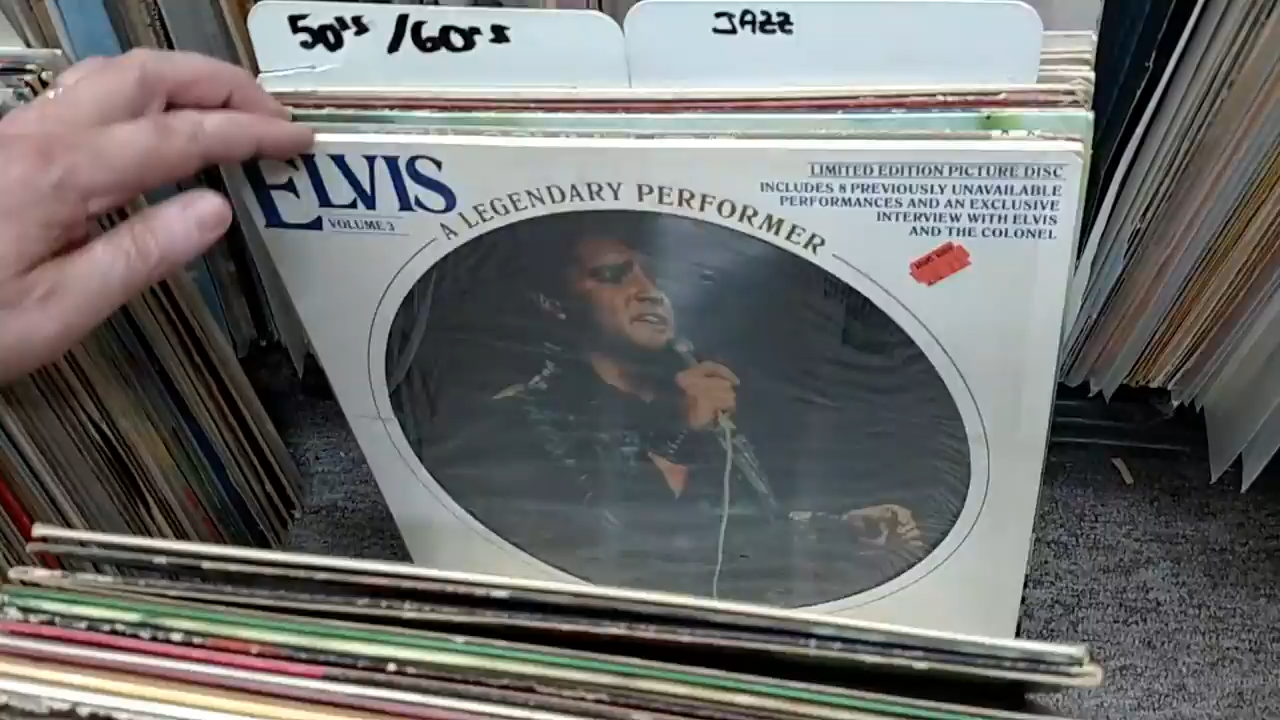 50's/60's
JAZZ
ELVIS
VOLUME 3
A LEGENDARY PERFORMER
LIMITED EDITION PICTURE DISC
INCLUDES 8 PREVIOUSLY UNAVAILABLE
PERFORMANCES AND AN EXCLUSIVE
INTERVIEW WITH ELVIS
AND THE COLONEL